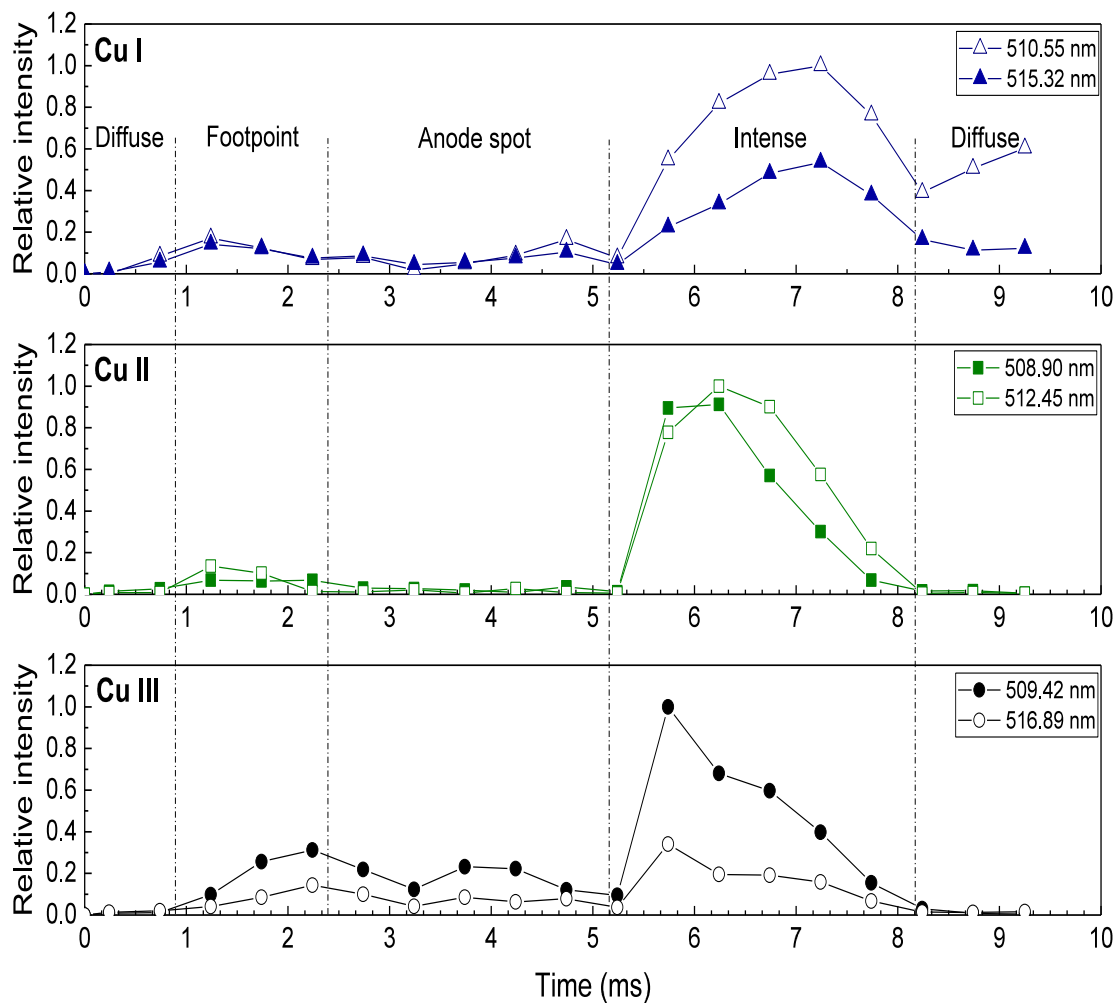 Cu I
510.55 nm
515.32 nm
Diffuse
Footpoint
Anode spot
Intense
Diffuse
Relative intensity
1.2
1.0
0.8
0.6
0.4
0.2
0.0
0 1 2 3 4 5 6 7 8 9 10
Cu II
508.90 nm
512.45 nm
Relative intensity
1.2
1.0
0.8
0.6
0.4
0.2
0.0
0 1 2 3 4 5 6 7 8 9 10
Cu III
509.42 nm
516.89 nm
Relative intensity
1.2
1.0
0.8
0.6
0.4
0.2
0.0
0 1 2 3 4 5 6 7 8 9 10
Time (ms)